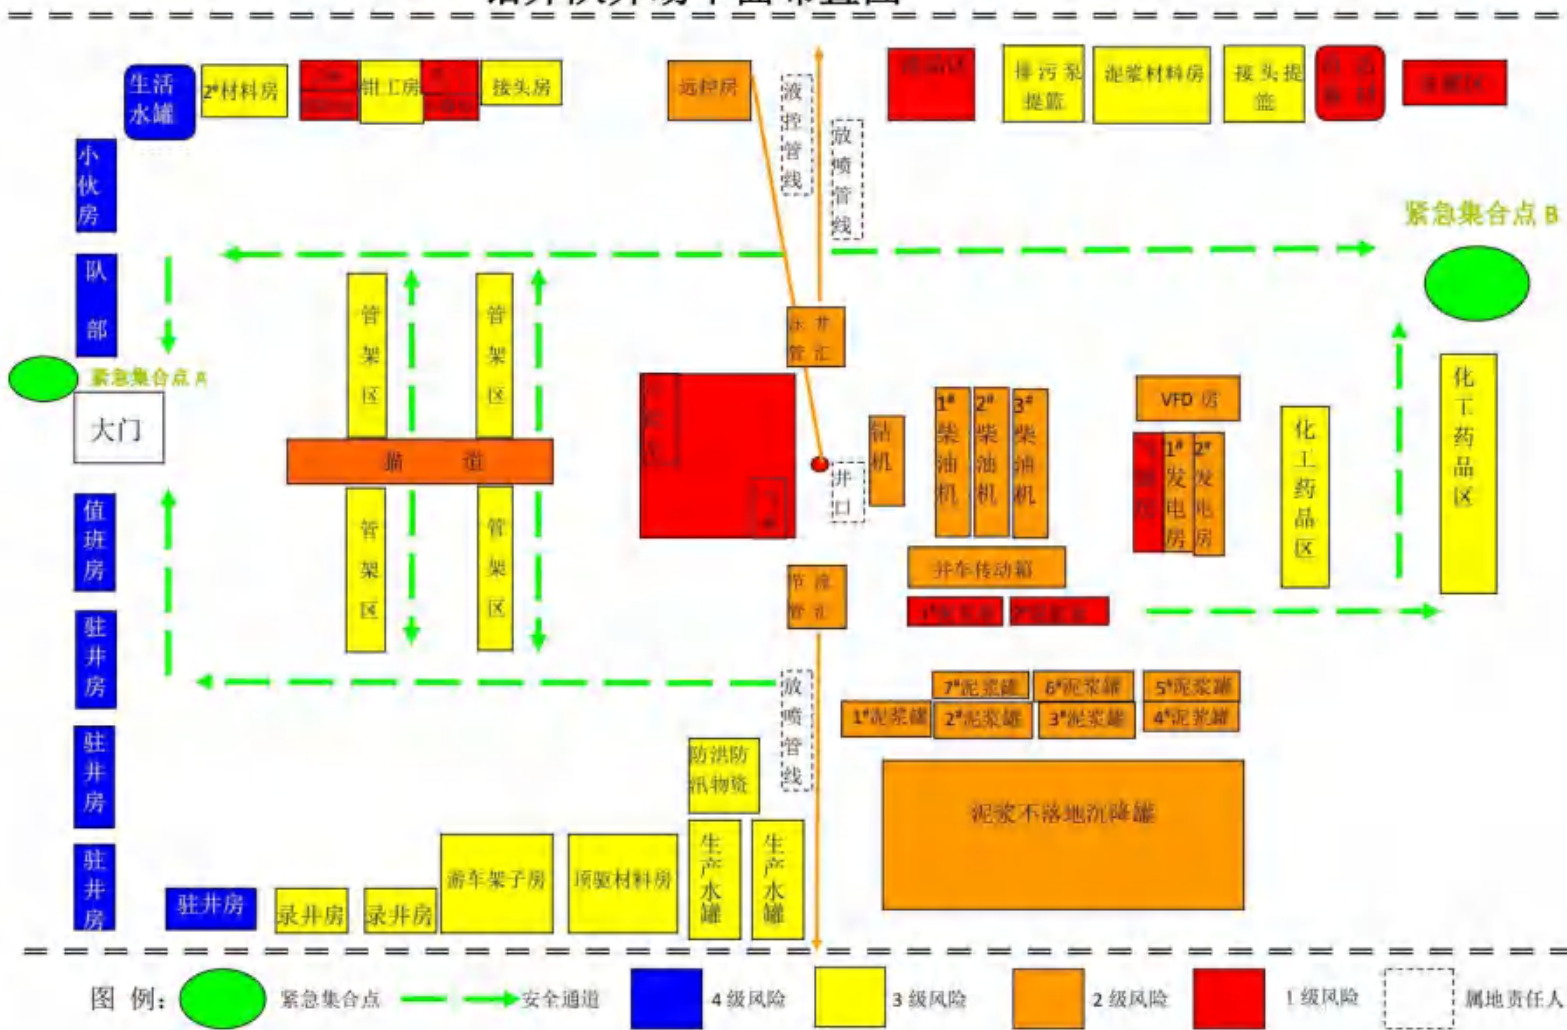 生活
水罐
2#材料房
钳工房
接头房
远控房
液控管线
放喷管线
排污泵
提篮
泥浆材料房
接头提
篮
小伙房
队部
紧急集合点 A
大门
紧急集合点 B
管架区
管架区
压井
管汇
钻机
1#柴油机
2#柴油机
3#柴油机
VFD 房
1#发电房
2#发电房
化工药品区
化工药品区
猫道
井口
值班房
管架区
管架区
节流
管汇
并车传动箱
驻井房
放喷管线
7#泥浆罐
6#泥浆罐
5#泥浆罐
1#泥浆罐
2#泥浆罐
3#泥浆罐
4#泥浆罐
驻井房
防洪防
汛物资
泥浆不落地沉降罐
驻井房
驻井房
录井房
录井房
游车架子房
顶驱材料房
生产水罐
生产水罐
图 例:
紧急集合点
安全通道
4 级风险
3 级风险
2 级风险
1 级风险
属地责任人